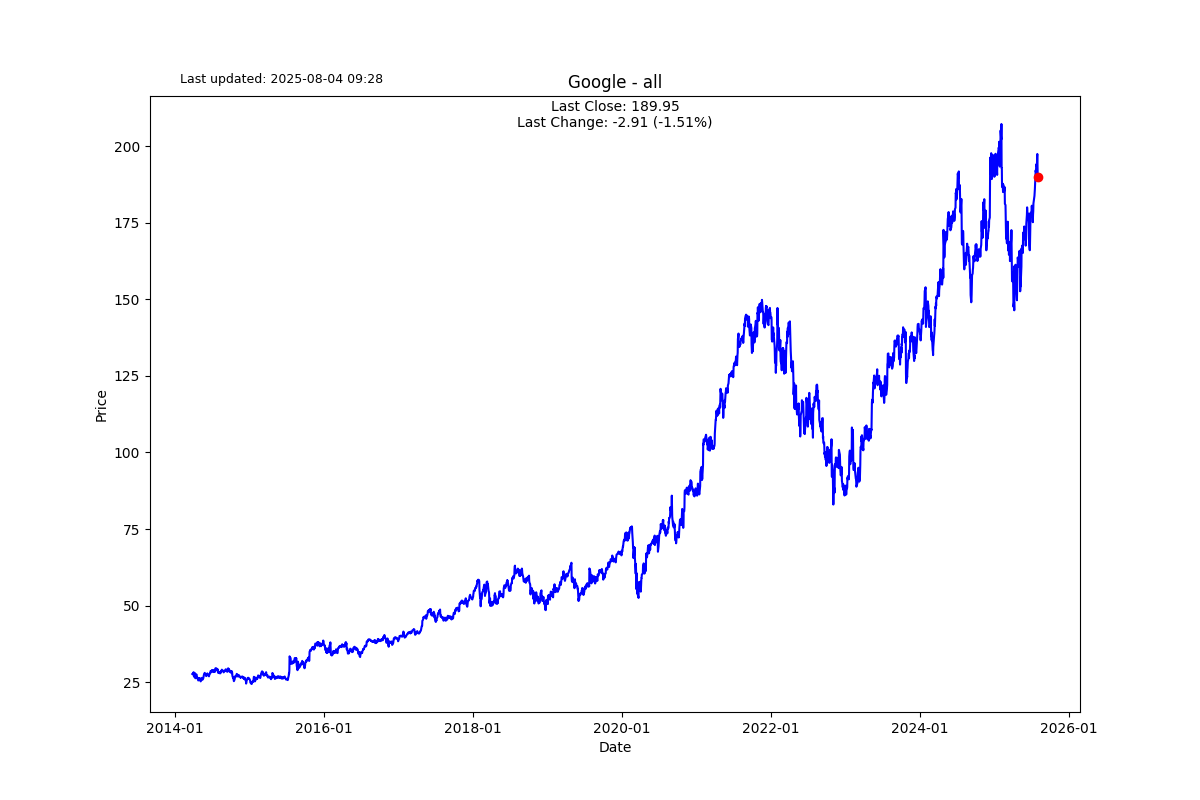 Last updated: 2025-08-04 09:28
Google - all
Last Close: 189.95
Last Change: -2.91 (-1.51%)
200
175
150
125
100
75
50
25
Price
2014-01
2016-01
2018-01
2020-01
2022-01
2024-01
2026-01
Date